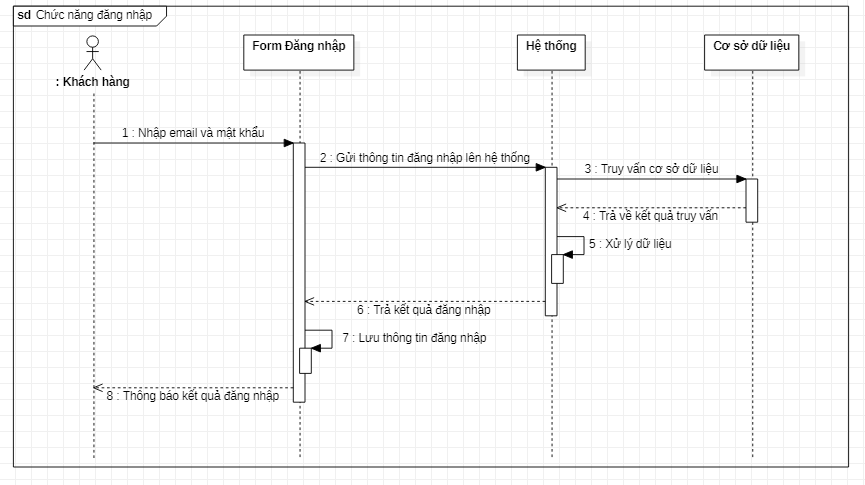 sd Chức năng đăng nhập
Form Đăng nhập
Hệ thống
Cơ sở dữ liệu
: Khách hàng
1 : Nhập email và mật khẩu
2 : Gửi thông tin đăng nhập lên hệ thống
3 : Truy vấn cơ sở dữ liệu
4 : Trả về kết quả truy vấn
5 : Xử lý dữ liệu
6 : Trả kết quả đăng nhập
7 : Lưu thông tin đăng nhập
8 : Thông báo kết quả đăng nhập